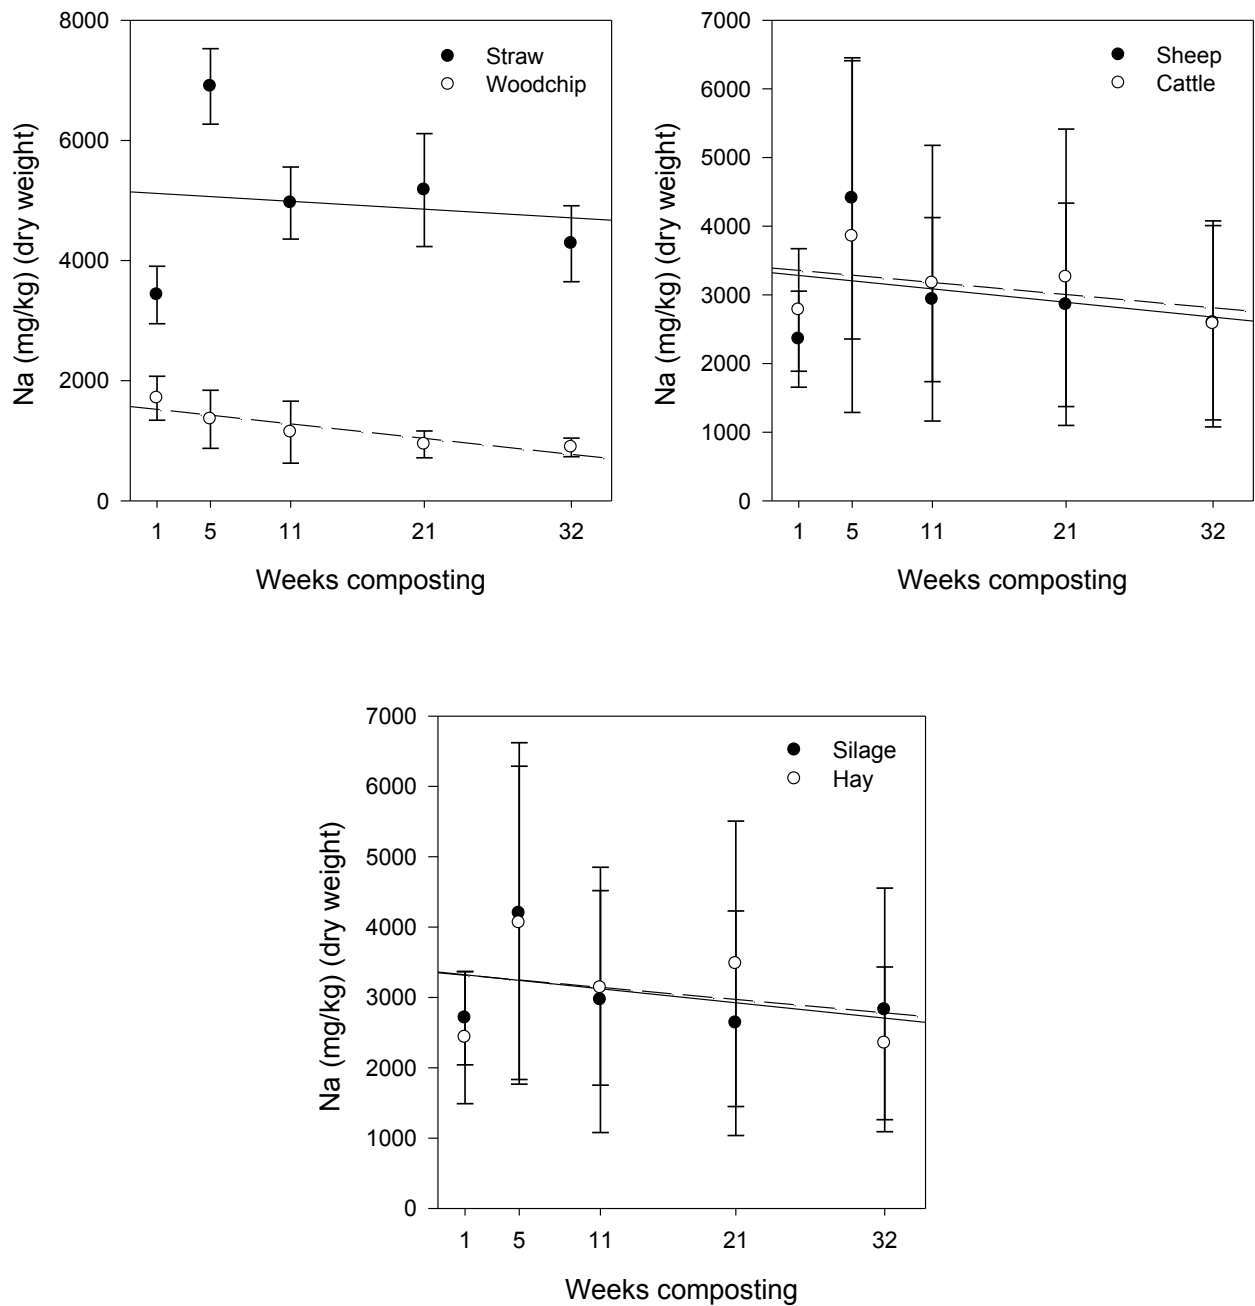 8000
6000
4000
2000
0
Na (mg/kg) (dry weight)
Straw
Woodchip
1 5 11 21 32
Weeks composting
7000
6000
5000
4000
3000
2000
1000
0
Na (mg/kg) (dry weight)
Sheep
Cattle
1 5 11 21 32
Weeks composting
7000
6000
5000
4000
3000
2000
1000
0
Na (mg/kg) (dry weight)
Silage
Hay
1 5 11 21 32
Weeks composting